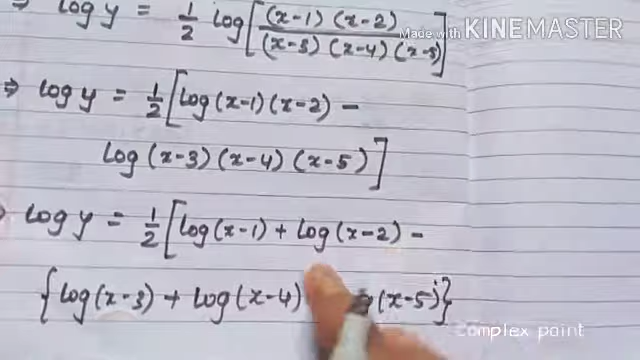 log y = 1/2 log[(x-1)(x-2)/(x-3)(x-4)(x-5)]
Made with KINEMASTER
⇒ log y = 1/2[log(x-1)(x-2) -
log(x-3)(x-4)(x-5)]
log y = 1/2[log(x-1) + log(x-2) -
{log(x-3) + log(x-4) (x-5)}
complex point